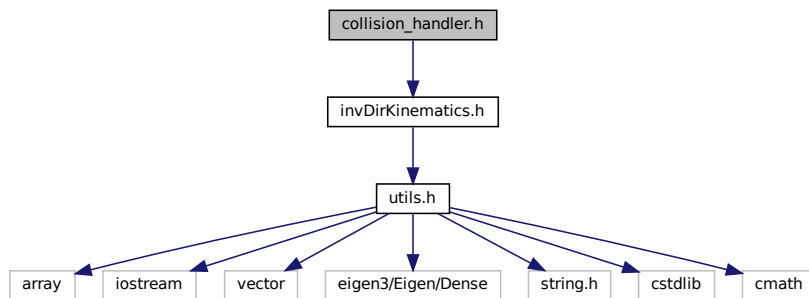 collision_handler.h
invDirKinematics.h
utils.h
array
iostream
vector
eigen3/Eigen/Dense
string.h
cstdlib
cmath